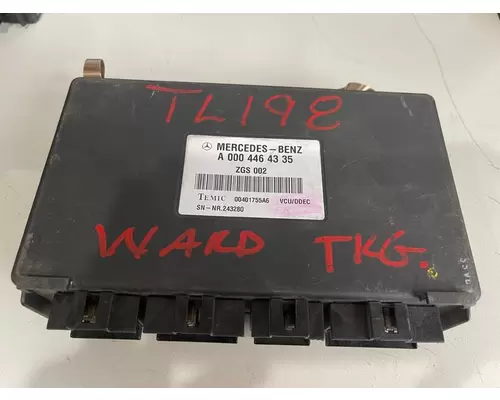 TL198
MERCEDES-BENZ
A 000 446 43 35
ZGS 002
TEMIC 00401755A6 VCU/DDEC
SN-NR.243280
WARD TKG.